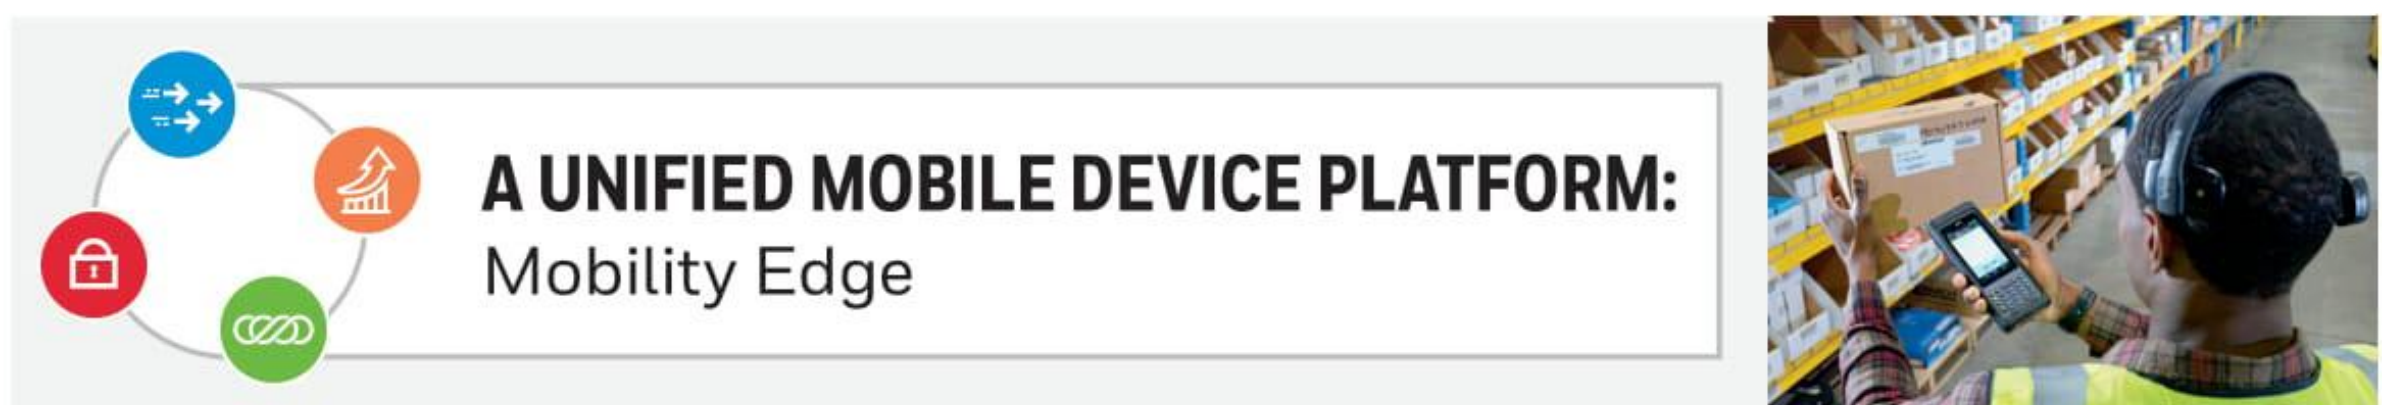 A UNIFIED MOBILE DEVICE PLATFORM:
Mobility Edge